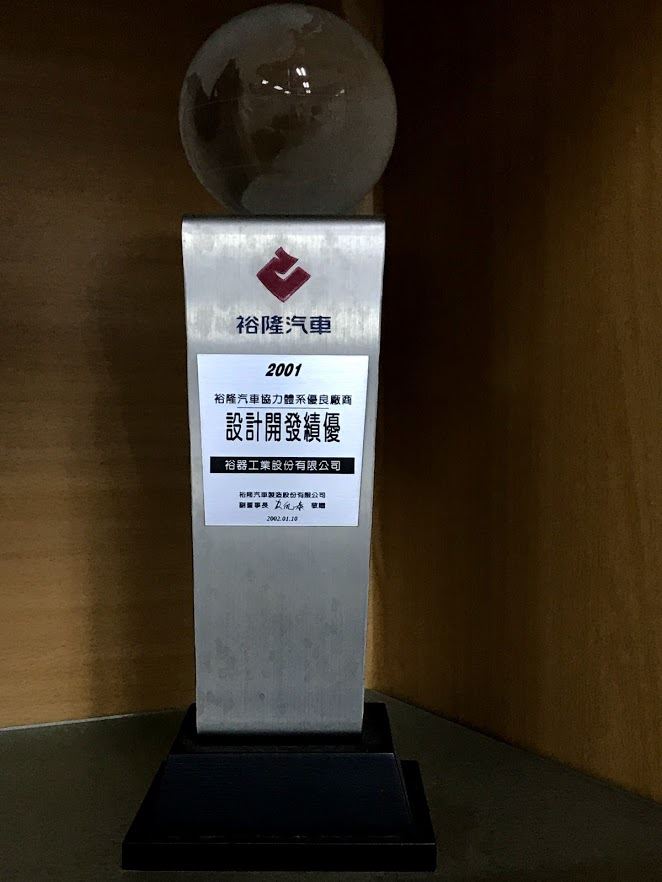 裕隆汽車
2001
裕隆汽車協力體系優良廠商
設計開發績優
裕器工業股份有限公司
裕隆汽車製造股份有限公司
副董事長 敬贈
2002.01.10